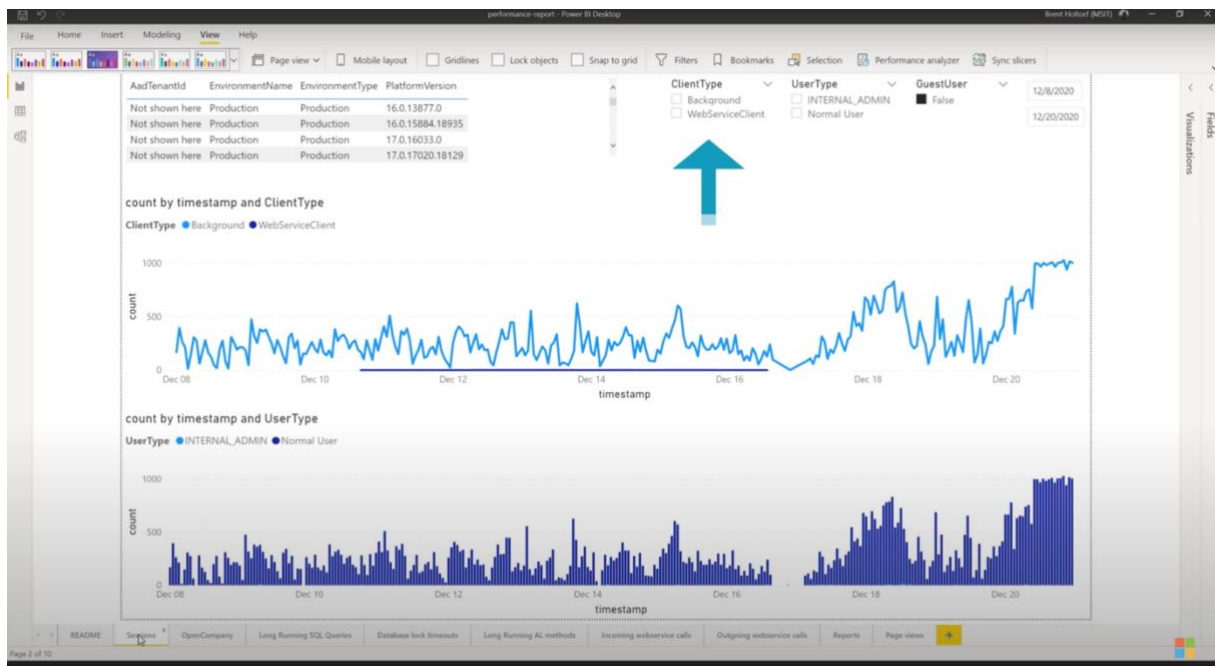 performance-report - Power BI Desktop
Brent Holtorf (MSIT)
File Home Insert Modeling View Help
Aa Aa Aa Aa Aa
Page view Mobile layout Gridlines Lock objects Snap to grid Filters Bookmarks Selection Performance analyzer Sync slicers
AadTenantId EnvironmentName EnvironmentType PlatformVersion
Not shown here Production Production 16.0.13877.0
Not shown here Production Production 16.0.15884.18935
Not shown here Production Production 17.0.16033.0
Not shown here Production Production 17.0.17020.18129
ClientType
Background
WebServiceClient
UserType
INTERNAL_ADMIN
Normal User
GuestUser
False
12/8/2020
12/20/2020
Visualizations
Fields
count by timestamp and ClientType
ClientType Background WebServiceClient
1000
500
0
count
Dec 08 Dec 10 Dec 12 Dec 14 Dec 16 Dec 18 Dec 20
timestamp
count by timestamp and UserType
UserType INTERNAL_ADMIN Normal User
1000
500
0
count
Dec 08 Dec 10 Dec 12 Dec 14 Dec 16 Dec 18 Dec 20
timestamp
README Sessions OpenCompany Long Running SQL Queries Database lock timeouts Long Running AL methods Incoming webservice calls Outgoing webservice calls Reports Page views +
Page 2 of 10